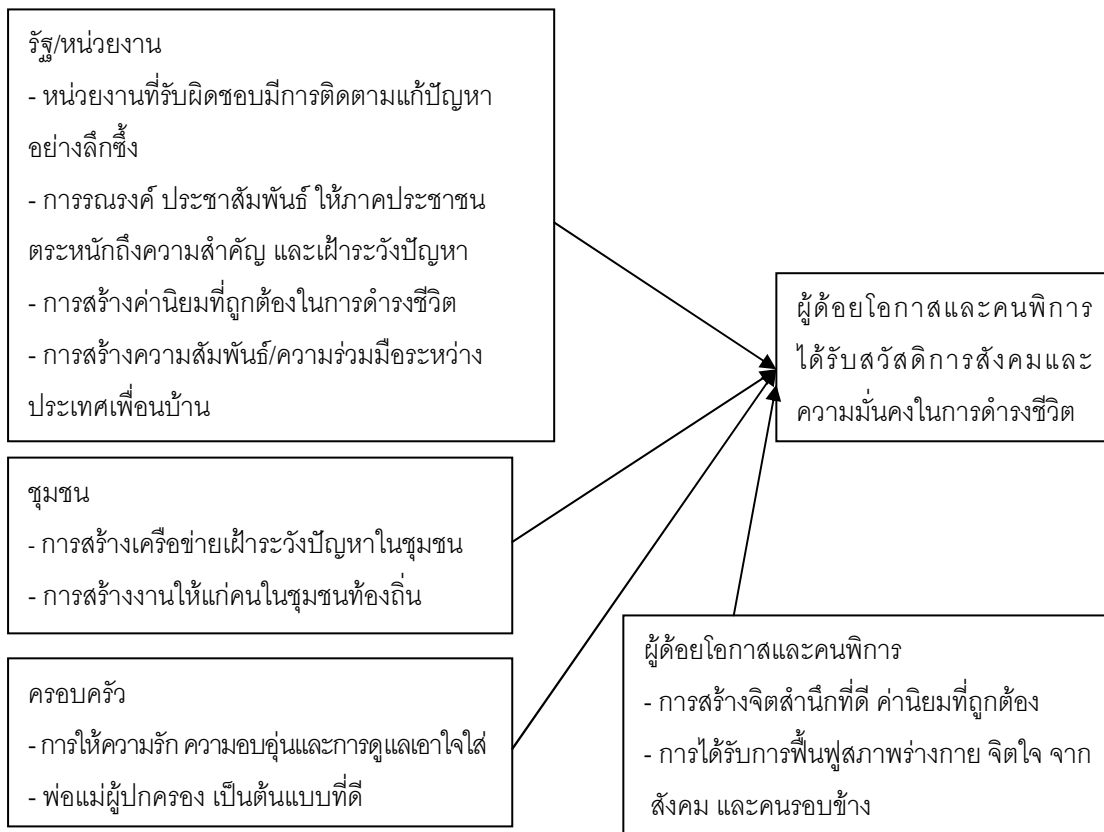 รัฐ/หน่วยงาน
- หน่วยงานที่รับผิดชอบมีการติดตามแก้ปัญหา
อย่างลึกซึ้ง
- การรณรงค์ ประชาสัมพันธ์ ให้ภาคประชาชน
ตระหนักถึงความสำคัญ และเฝ้าระวังปัญหา
- การสร้างค่านิยมที่ถูกต้องในการดำรงชีวิต
- การสร้างความสัมพันธ์/ความร่วมมือระหว่าง
ประเทศเพื่อนบ้าน
ผู้ด้อยโอกาสและคนพิการ
ได้รับสวัสดิการสังคมและ
ความมั่นคงในการดำรงชีวิต
ชุมชน
- การสร้างเครือข่ายเฝ้าระวังปัญหาในชุมชน
- การสร้างงานให้แก่คนในชุมชนท้องถิ่น
ครอบครัว
- การให้ความรัก ความอบอุ่นและการดูแลเอาใจใส่
- พ่อแม่ผู้ปกครอง เป็นต้นแบบที่ดี
ผู้ด้อยโอกาสและคนพิการ
- การสร้างจิตสำนึกที่ดี ค่านิยมที่ถูกต้อง
- การได้รับการฟื้นฟูสภาพร่างกาย จิตใจ จาก
สังคม และคนรอบข้าง